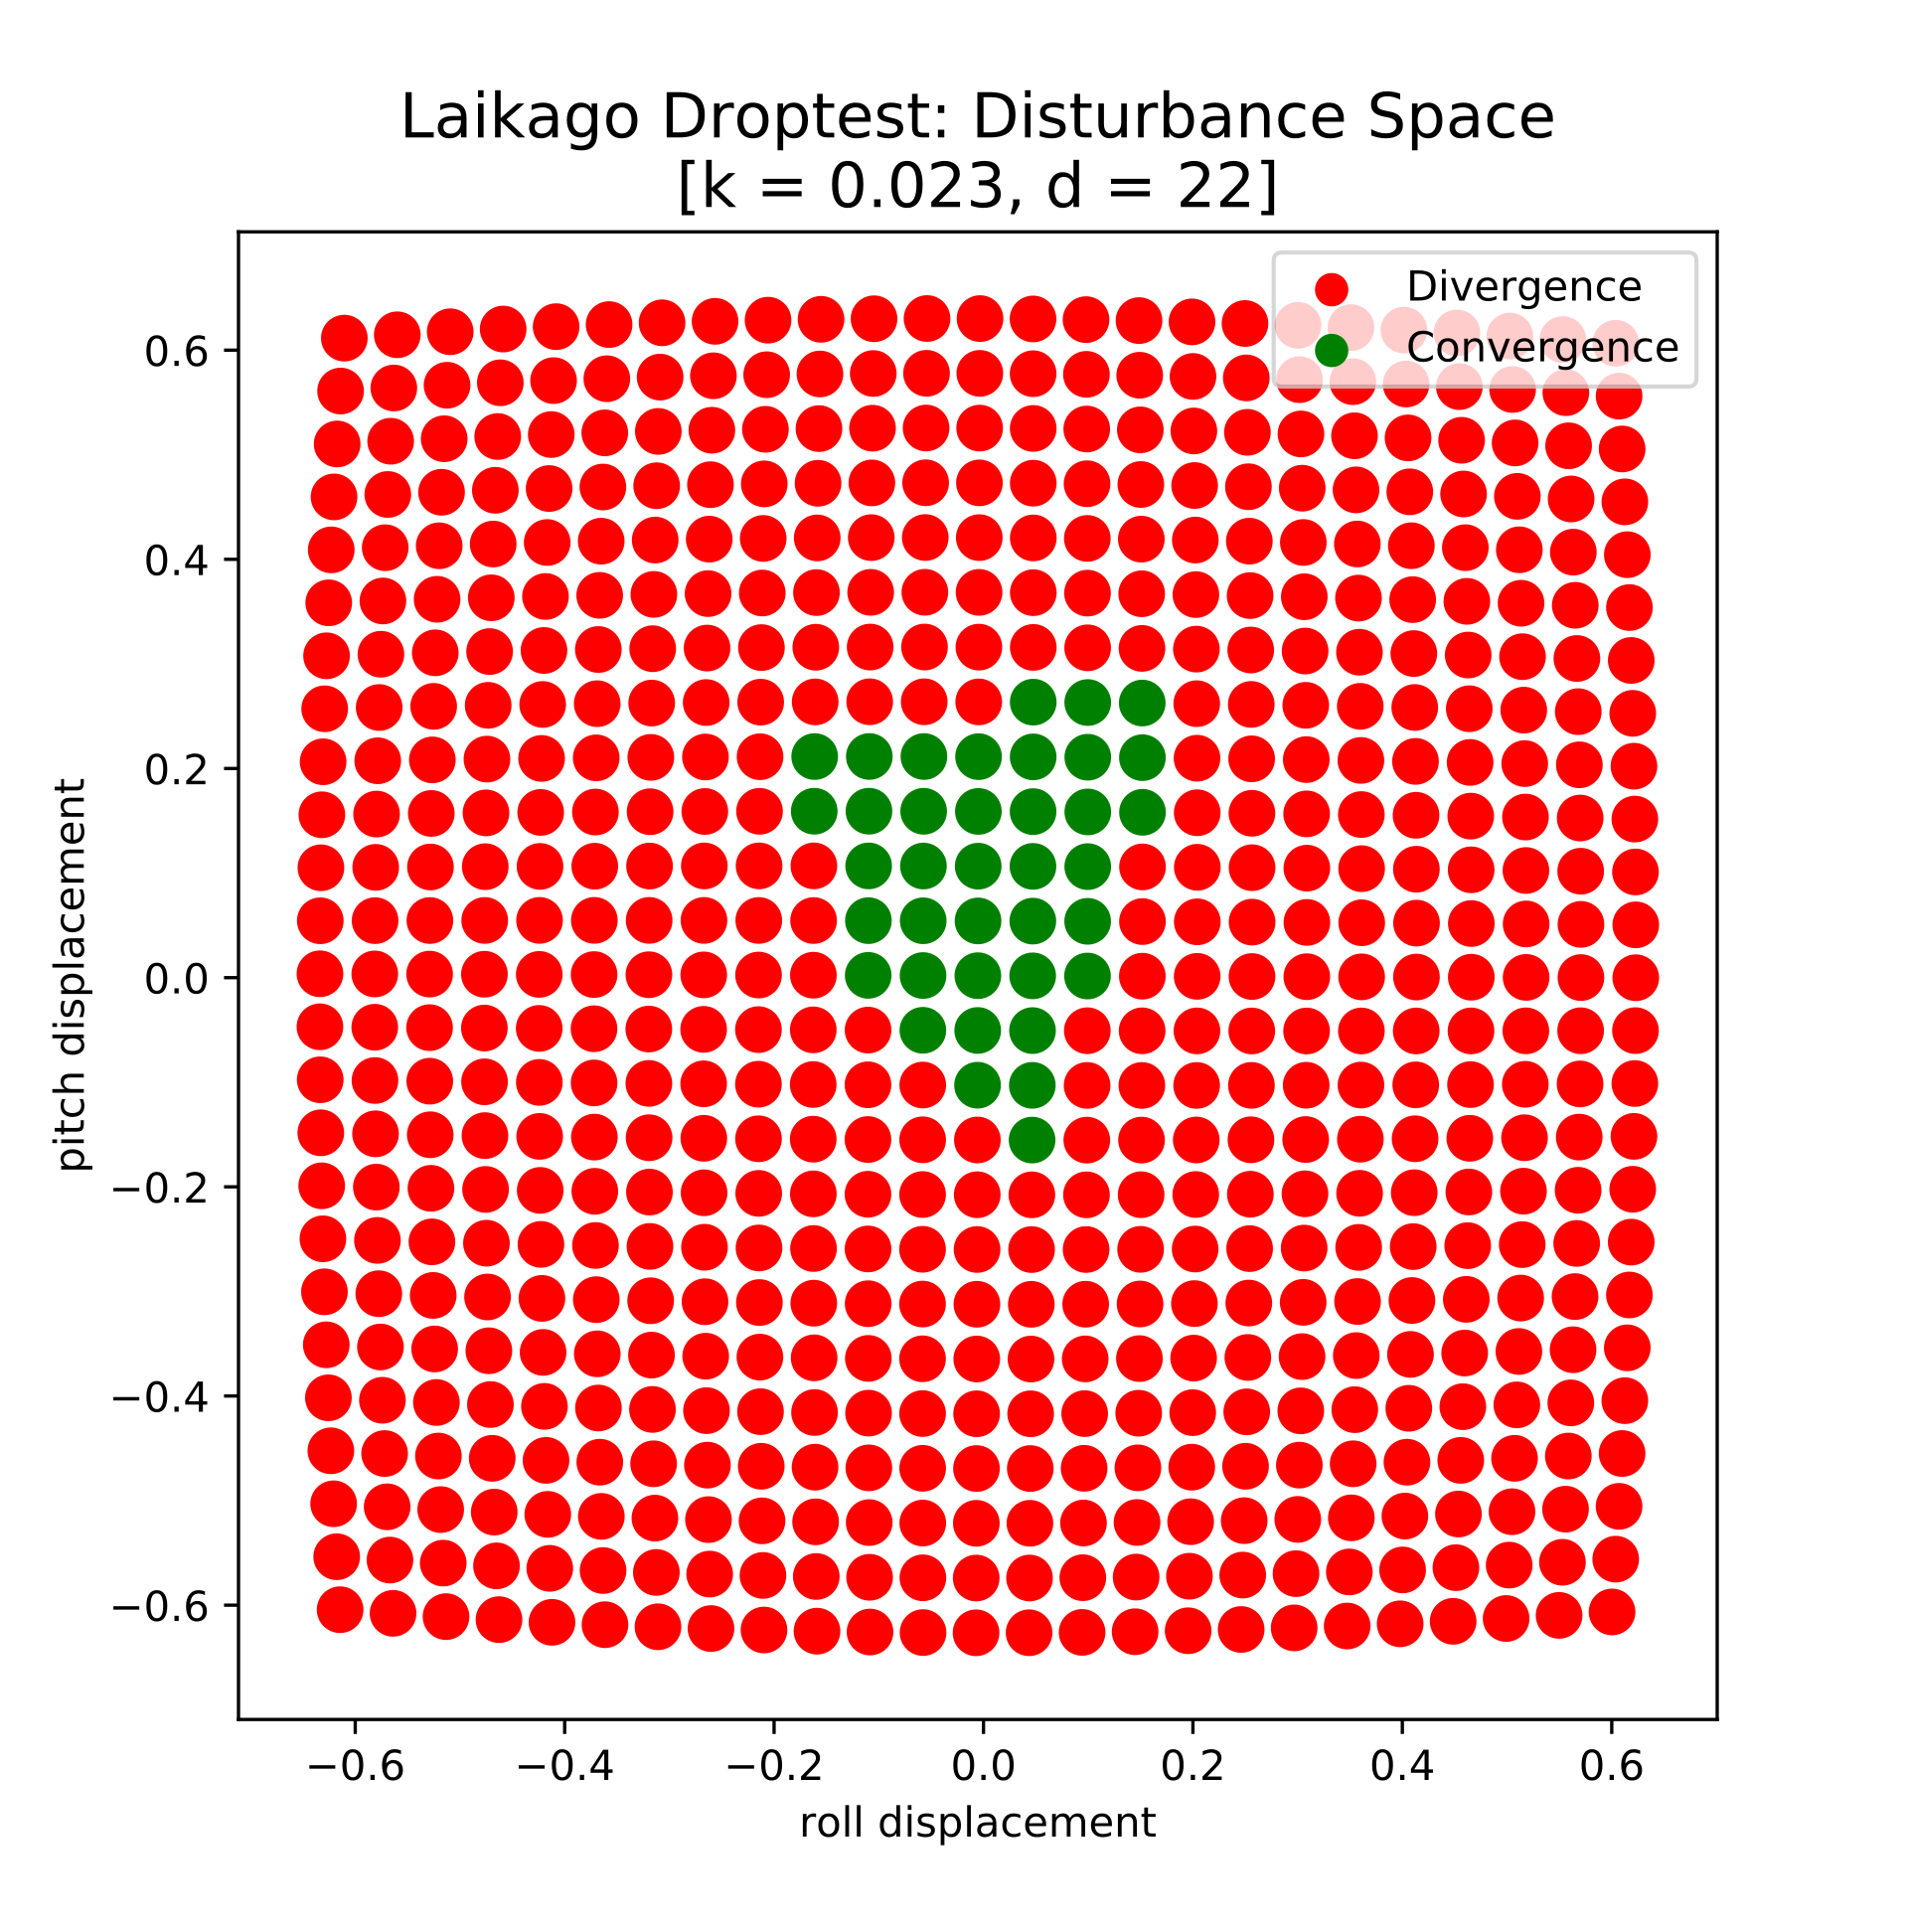 Laikago Droptest: Disturbance Space
[k = 0.023, d = 22]
Divergence
Convergence
0.6
0.4
0.2
0.0
−0.2
−0.4
−0.6
pitch displacement
−0.6 −0.4 −0.2 0.0 0.2 0.4 0.6
roll displacement